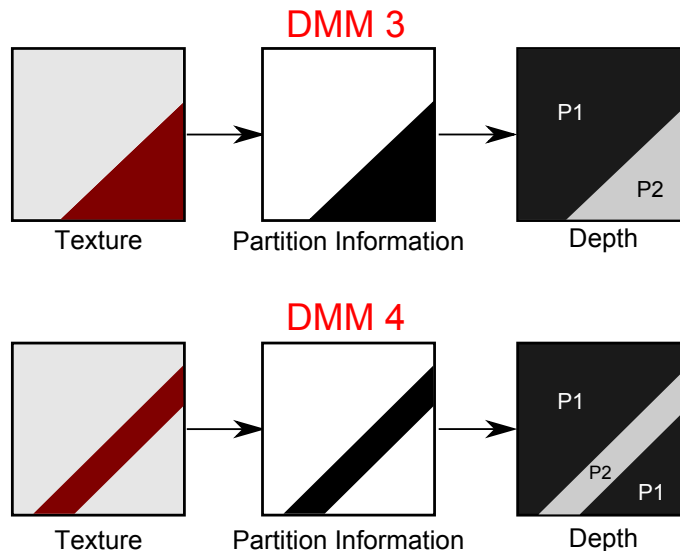 DMM 3
P1
P2
Texture
Partition Information
Depth
DMM 4
P1
P2
P1
Texture
Partition Information
Depth